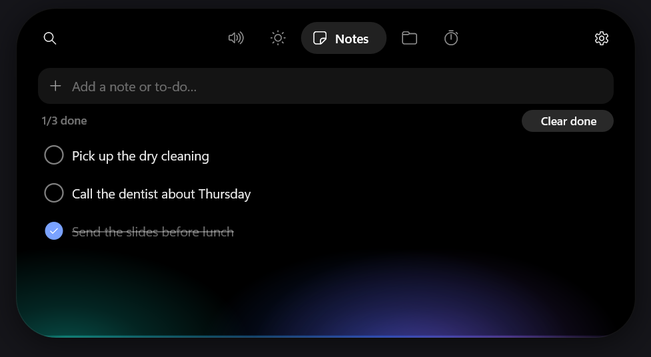 Notes
Add a note or to-do...
1/3 done
Clear done
Pick up the dry cleaning
Call the dentist about Thursday
Send the slides before lunch